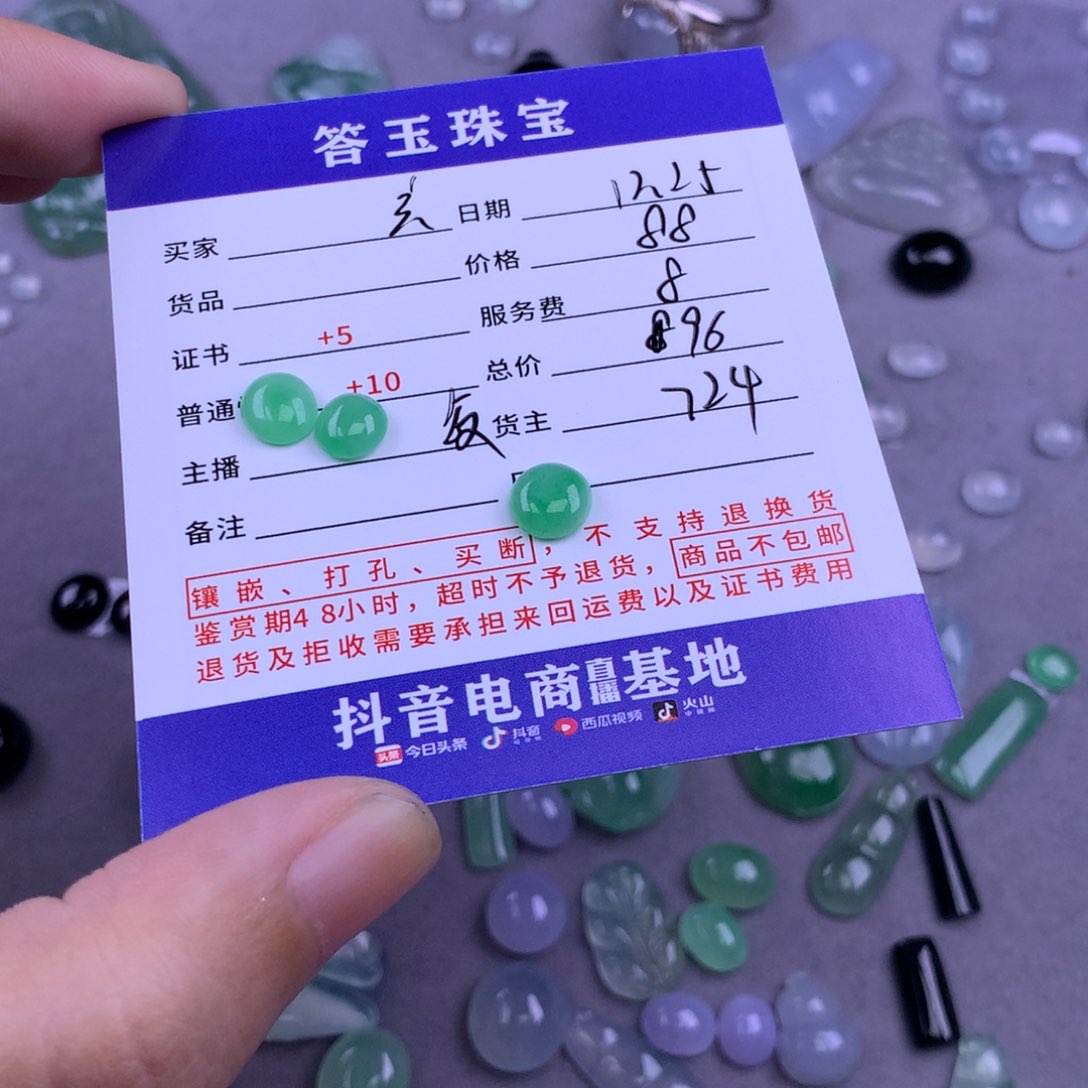 答玉珠宝
买家 玄 日期 1225
货品 价格 88
证书 +5 服务费 8
普通 +10 总价 96
主播 货主 724
备注
镶嵌、打孔、买断，不支持退换货
鉴赏期48小时，超时不予退货，商品不包邮
退货及拒收需要承担来回运费以及证书费用
抖音电商直播基地
头条 今日头条 抖音 西瓜视频 火山